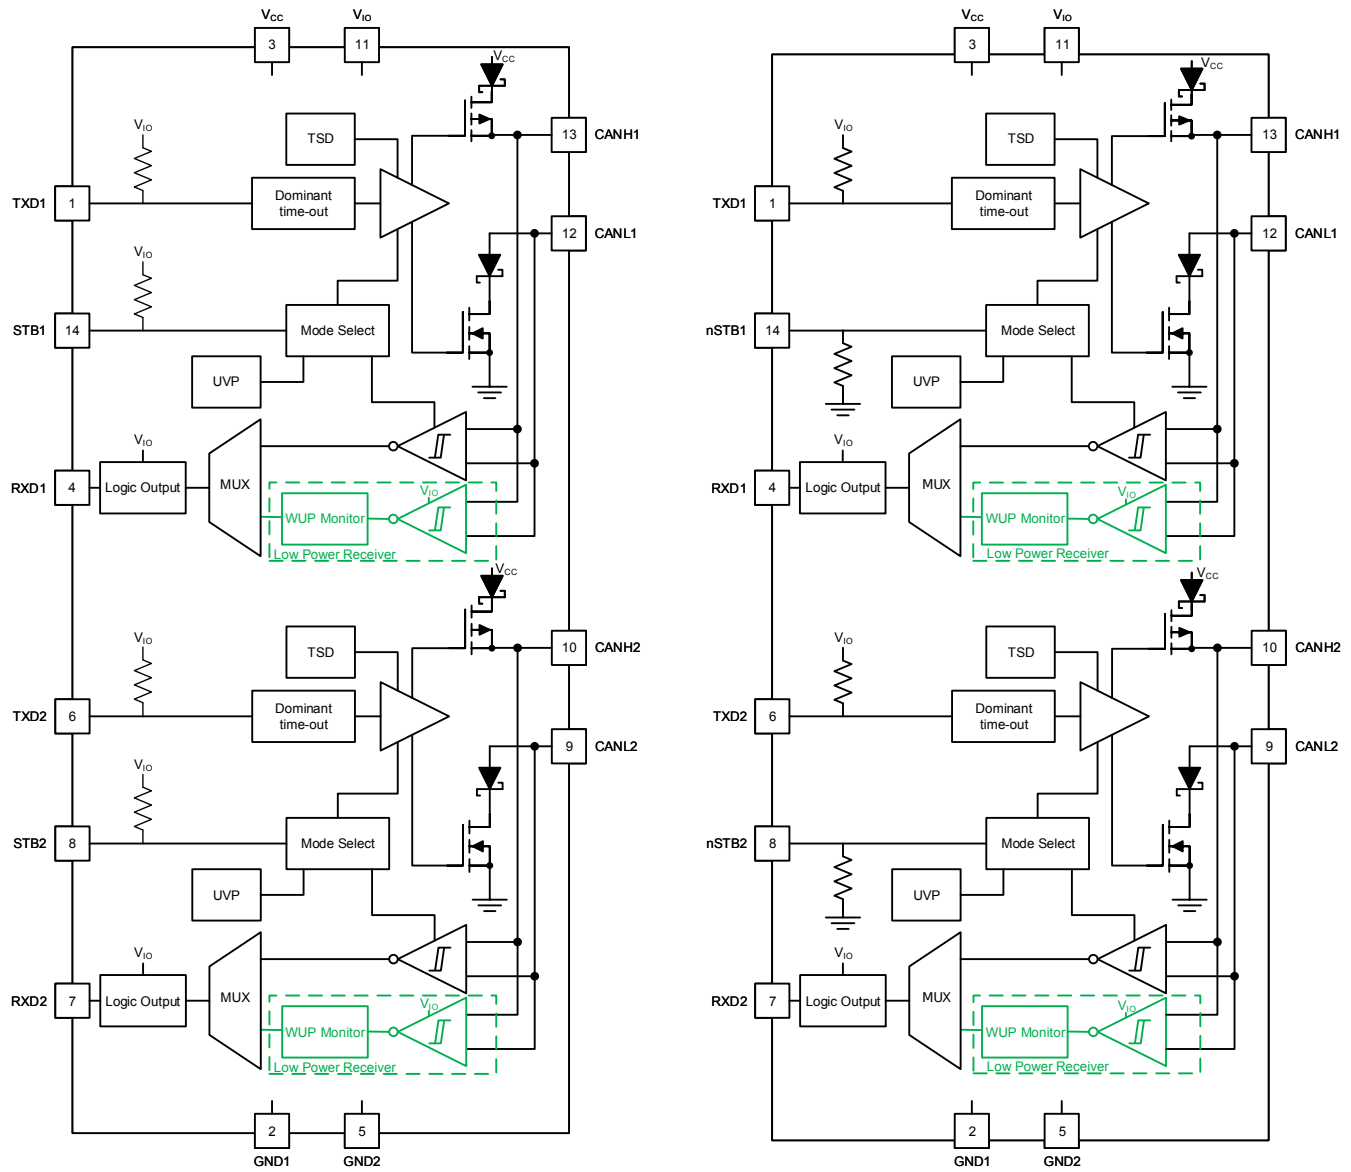 VCC VIO
3 11
VCC
VIO
TSD
13 CANH1
TXD1 1
Dominant
time-out
12 CANL1
VIO
STB1 14
Mode Select
UVP
VIO
RXD1 4
Logic Output
MUX
VIO
WUP Monitor
Low Power Receiver
VCC
VIO
TSD
10 CANH2
TXD2 6
Dominant
time-out
9 CANL2
VIO
STB2 8
Mode Select
UVP
VIO
RXD2 7
Logic Output
MUX
VIO
WUP Monitor
Low Power Receiver
2 5
GND1 GND2
VCC VIO
3 11
VCC
VIO
TSD
13 CANH1
TXD1 1
Dominant
time-out
12 CANL1
nSTB1 14
Mode Select
UVP
VIO
RXD1 4
Logic Output
MUX
VIO
WUP Monitor
Low Power Receiver
VCC
VIO
TSD
10 CANH2
TXD2 6
Dominant
time-out
9 CANL2
nSTB2 8
Mode Select
UVP
VIO
RXD2 7
Logic Output
MUX
VIO
WUP Monitor
Low Power Receiver
2 5
GND1 GND2